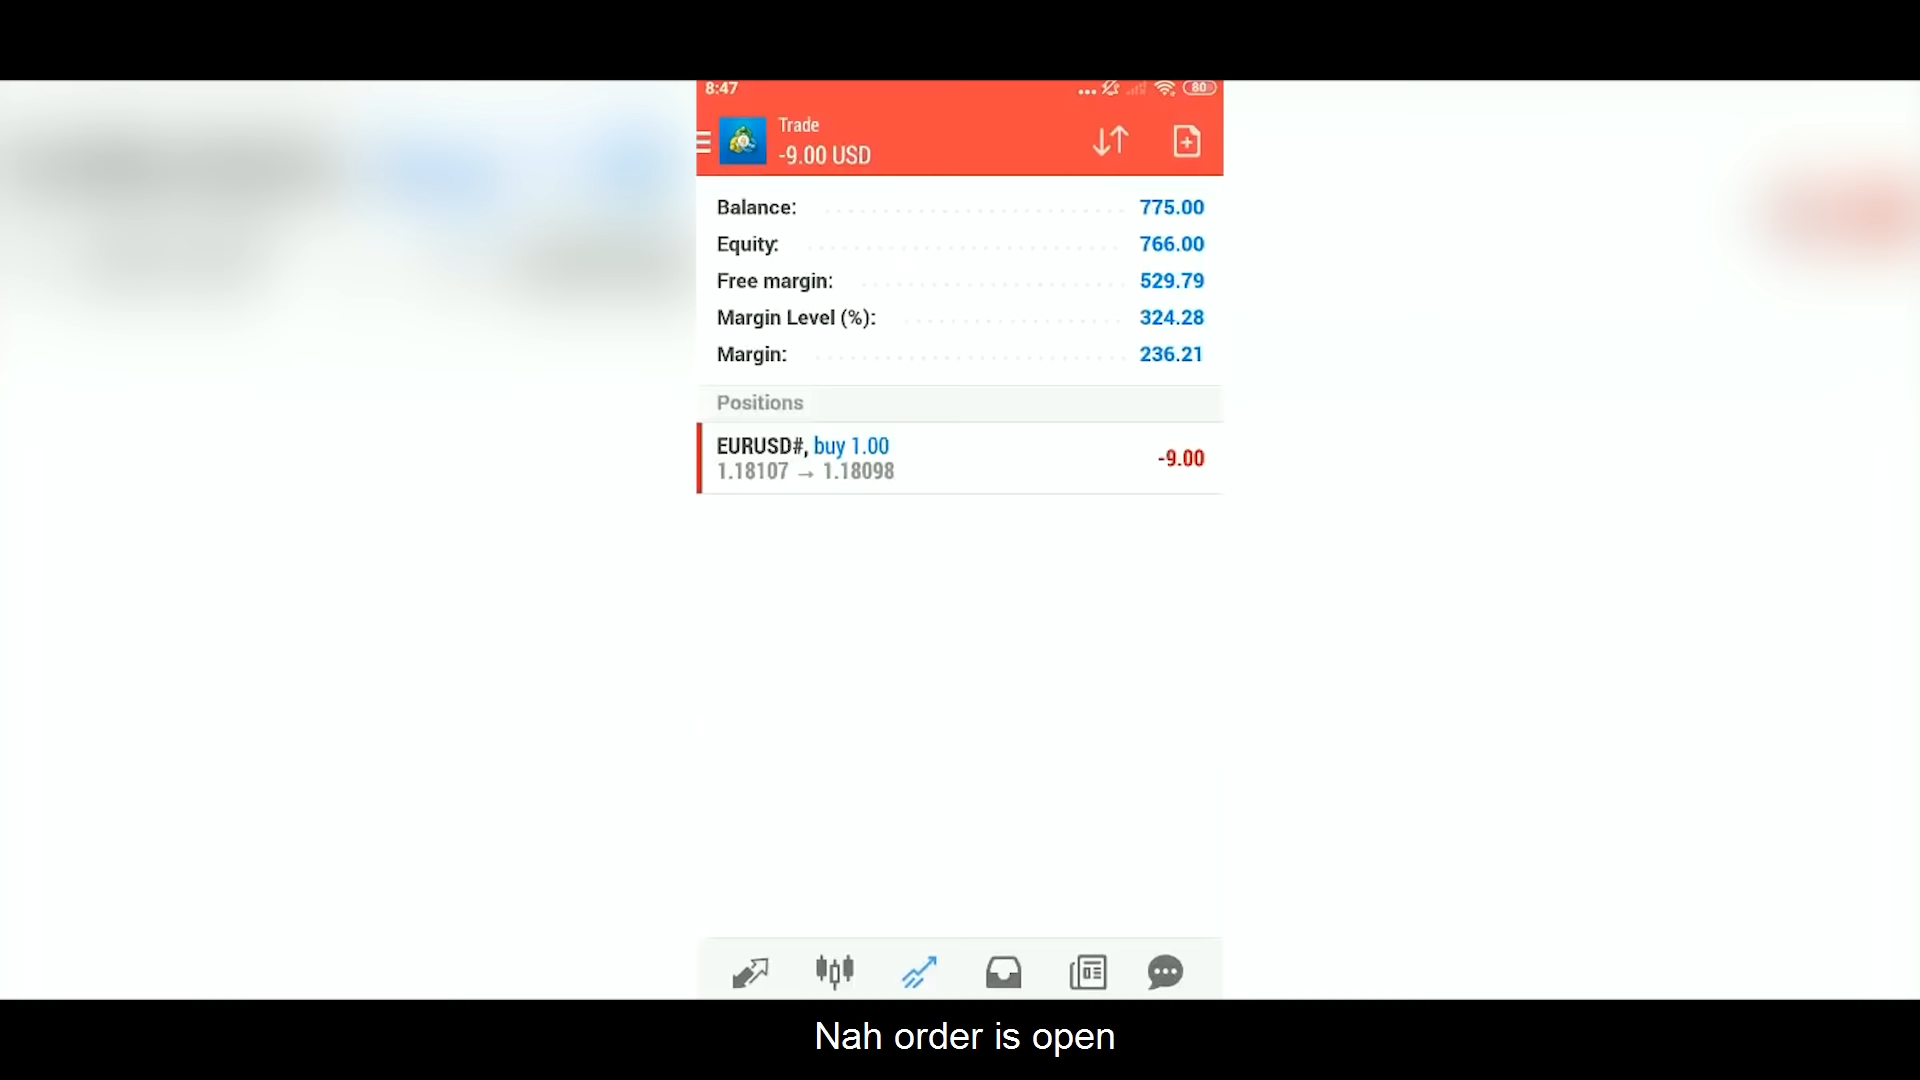 8:47
80
Trade
-9.00 USD
Balance: 775.00
Equity: 766.00
Free margin: 529.79
Margin Level (%): 324.28
Margin: 236.21
Positions
EURUSD#, buy 1.00
-9.00
1.18107 → 1.18098
Nah order is open